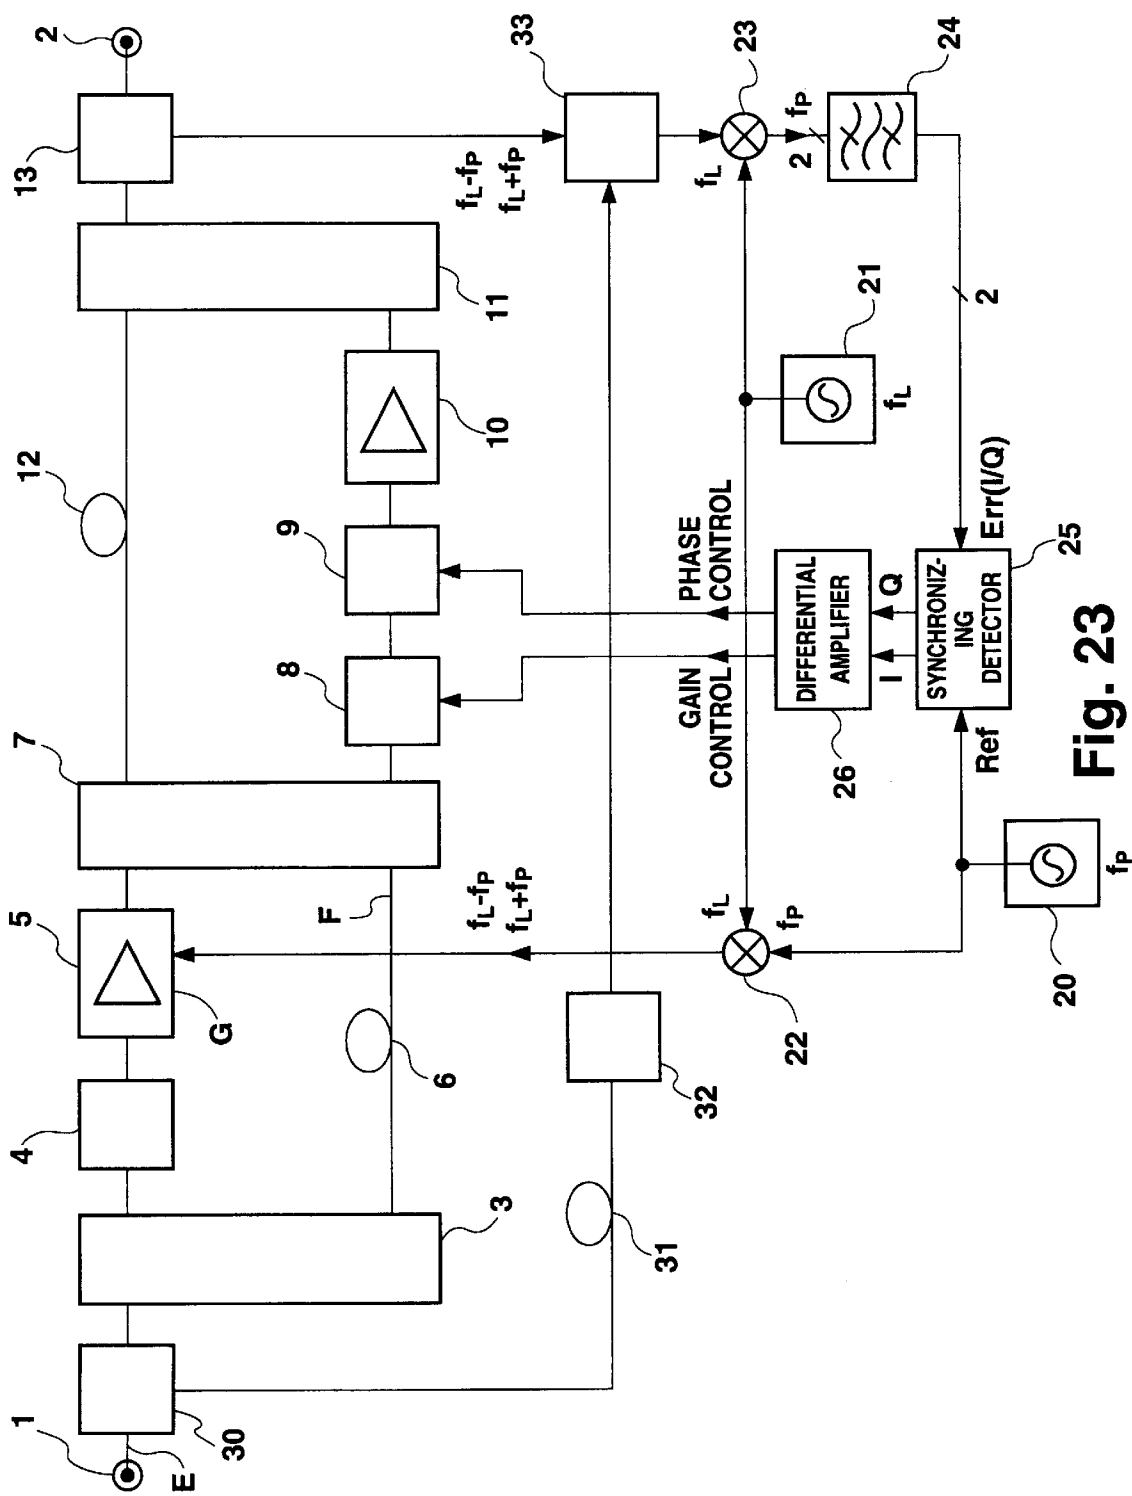 1
E
30
3
4
5
G
6
F
7
8
9
10
11
12
13
2
31
32
33
fL-fP
fL+fP
fL-fP
fL+fP
GAIN
CONTROL
PHASE
CONTROL
fL
fP
22
fL
23
2
fP
24
21
fL
DIFFERENTIAL
AMPLIFIER
26
I
Q
SYNCHRONIZ-
ING
DETECTOR
25
Ref
Err(I/Q)
2
20
fP
Fig. 23